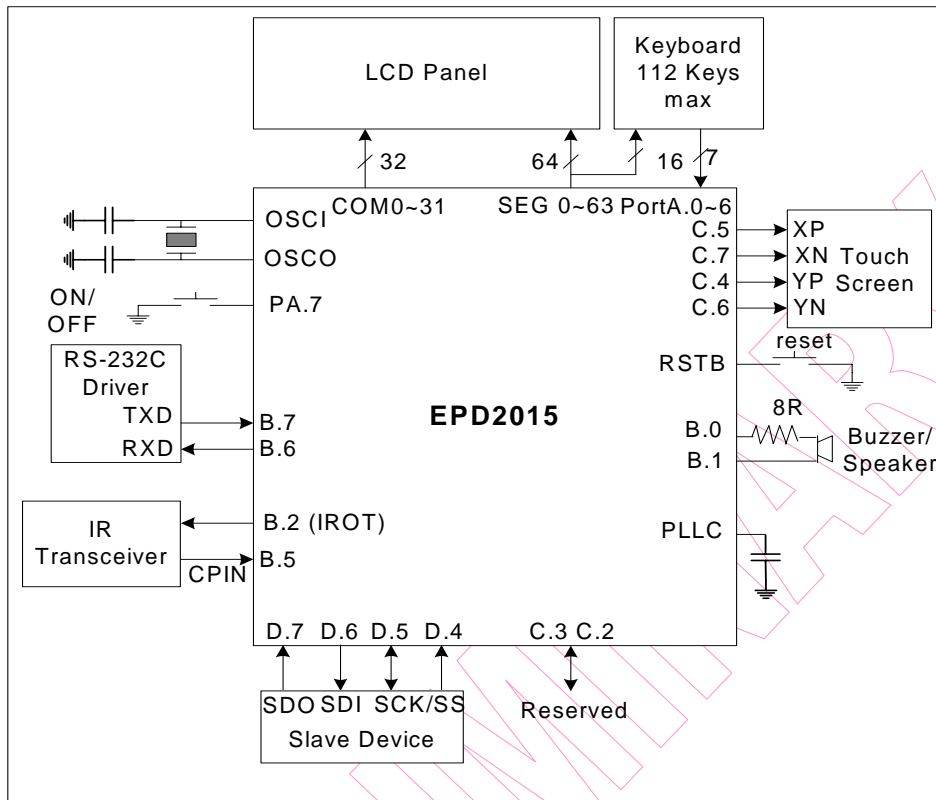 LCD Panel
Keyboard
112 Keys
max
32
64
16
7
COM0~31
SEG 0~63
PortA.0~6
OSCI
OSCO
ON/
OFF
PA.7
C.5
C.7
C.4
C.6
XP
XN
YP
YN
Touch
Screen
RS-232C
Driver
TXD
RXD
B.7
B.6
EPD2015
RSTB
reset
8R
B.0
B.1
Buzzer/
Speaker
IR
Transceiver
B.2 (IROT)
B.5
CPIN
PLLC
D.7 D.6 D.5 D.4
C.3 C.2
SDO SDI SCK/SS
Slave Device
Reserved